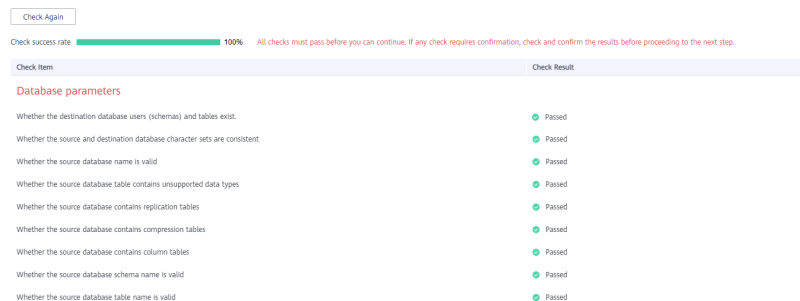 Check Again
Check success rate 100% All checks must pass before you can continue. If any check requires confirmation, check and confirm the results before proceeding to the next step.
Check Item Check Result
Database parameters
Whether the destination database users (schemas) and tables exist. Passed
Whether the source and destination database character sets are consistent Passed
Whether the source database name is valid Passed
Whether the source database table contains unsupported data types Passed
Whether the source database contains replication tables Passed
Whether the source database contains compression tables Passed
Whether the source database contains column tables Passed
Whether the source database schema name is valid Passed
Whether the source database table name is valid Passed